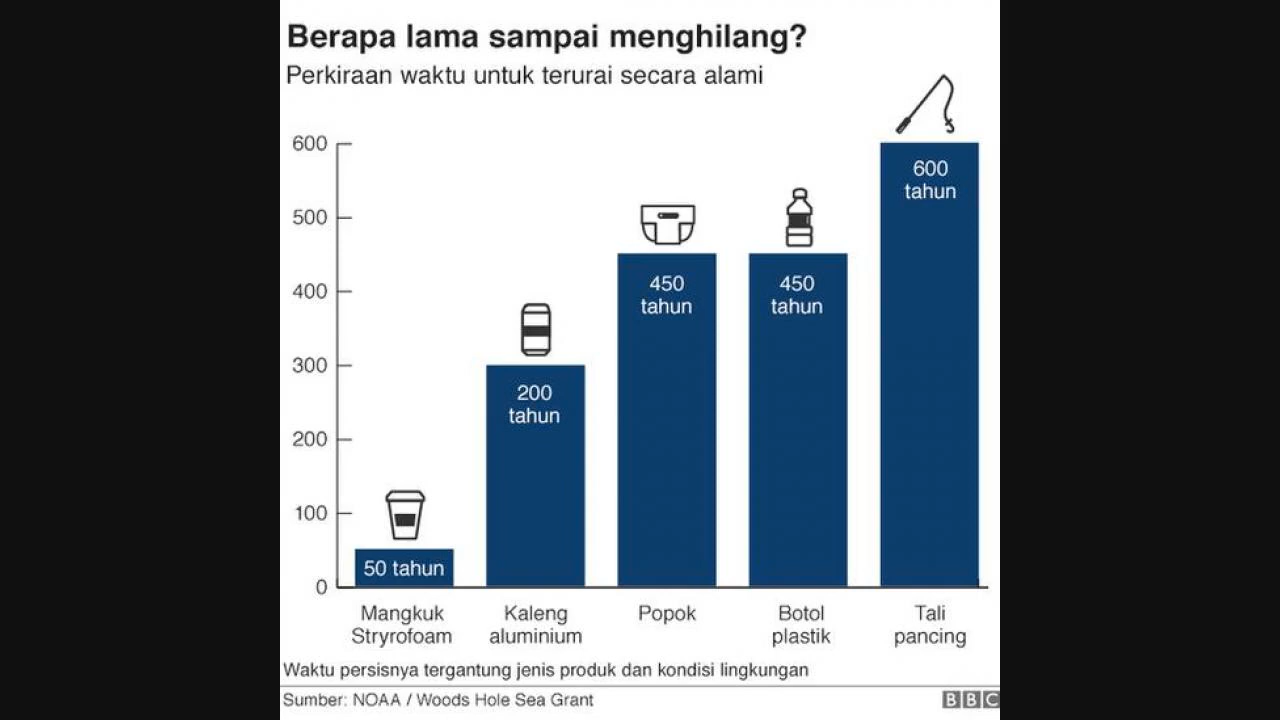 Berapa lama sampai menghilang?
Perkiraan waktu untuk terurai secara alami
600
500
400
300
200
100
0
50 tahun
200
tahun
450
tahun
450
tahun
600
tahun
Mangkuk
Stryrofoam
Kaleng
aluminium
Popok
Botol
plastik
Tali
pancing
Waktu persisnya tergantung jenis produk dan kondisi lingkungan
Sumber: NOAA / Woods Hole Sea Grant
BBC